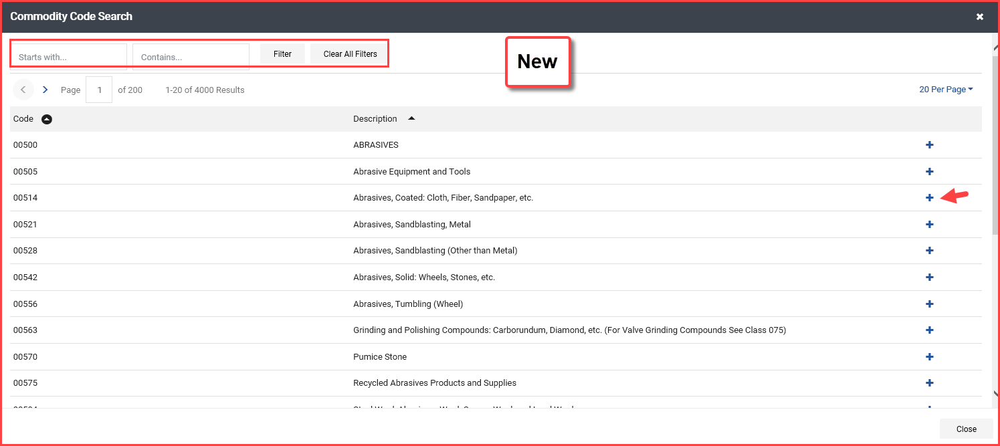 Commodity Code Search
Starts with... Contains... Filter Clear All Filters
New
Page 1 of 200 1-20 of 4000 Results 20 Per Page
Code Description
00500 ABRASIVES
00505 Abrasive Equipment and Tools
00514 Abrasives, Coated: Cloth, Fiber, Sandpaper, etc.
00521 Abrasives, Sandblasting, Metal
00528 Abrasives, Sandblasting (Other than Metal)
00542 Abrasives, Solid: Wheels, Stones, etc.
00556 Abrasives, Tumbling (Wheel)
00563 Grinding and Polishing Compounds: Carborundum, Diamond, etc. (For Valve Grinding Compounds See Class 075)
00570 Pumice Stone
00575 Recycled Abrasives Products and Supplies
Close